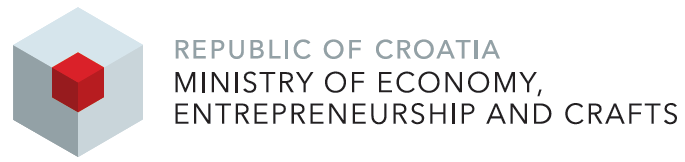 REPUBLIC OF CROATIA
MINISTRY OF ECONOMY,
ENTREPRENEURSHIP AND CRAFTS